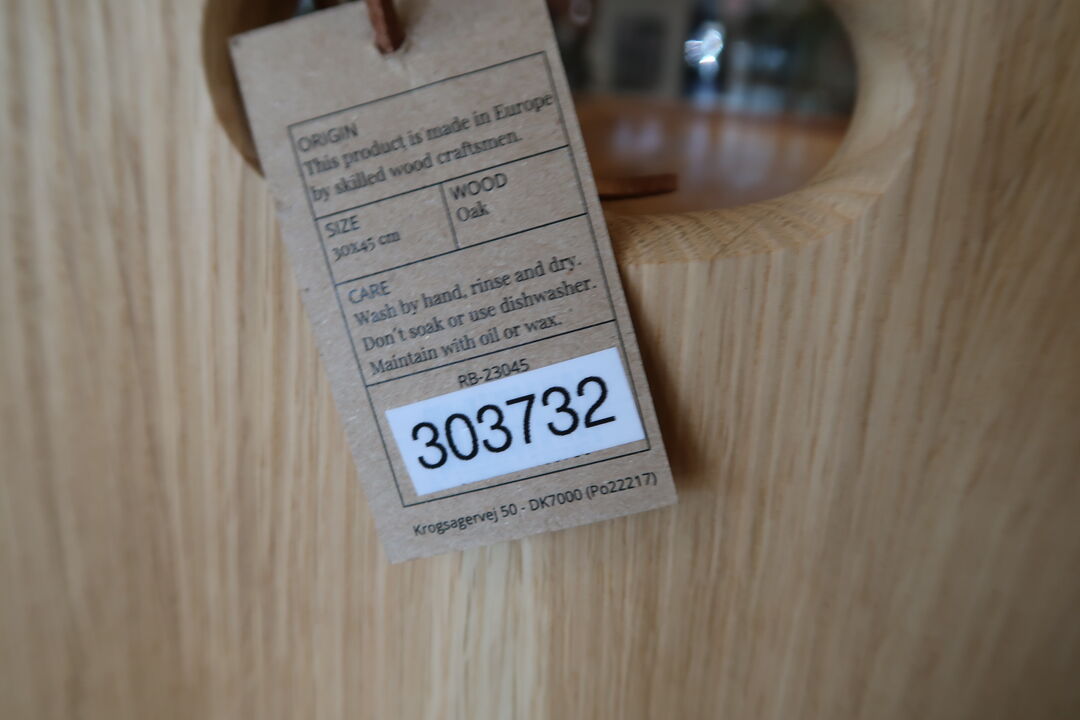 ORIGIN
This product is made in Europe
by skilled wood craftsmen.
SIZE
30x45 cm
WOOD
Oak
CARE
Wash by hand, rinse and dry.
Don't soak or use dishwasher.
Maintain with oil or wax.
RB-23045
303732
Krogsagervej 50 - DK7000 (Po22217)